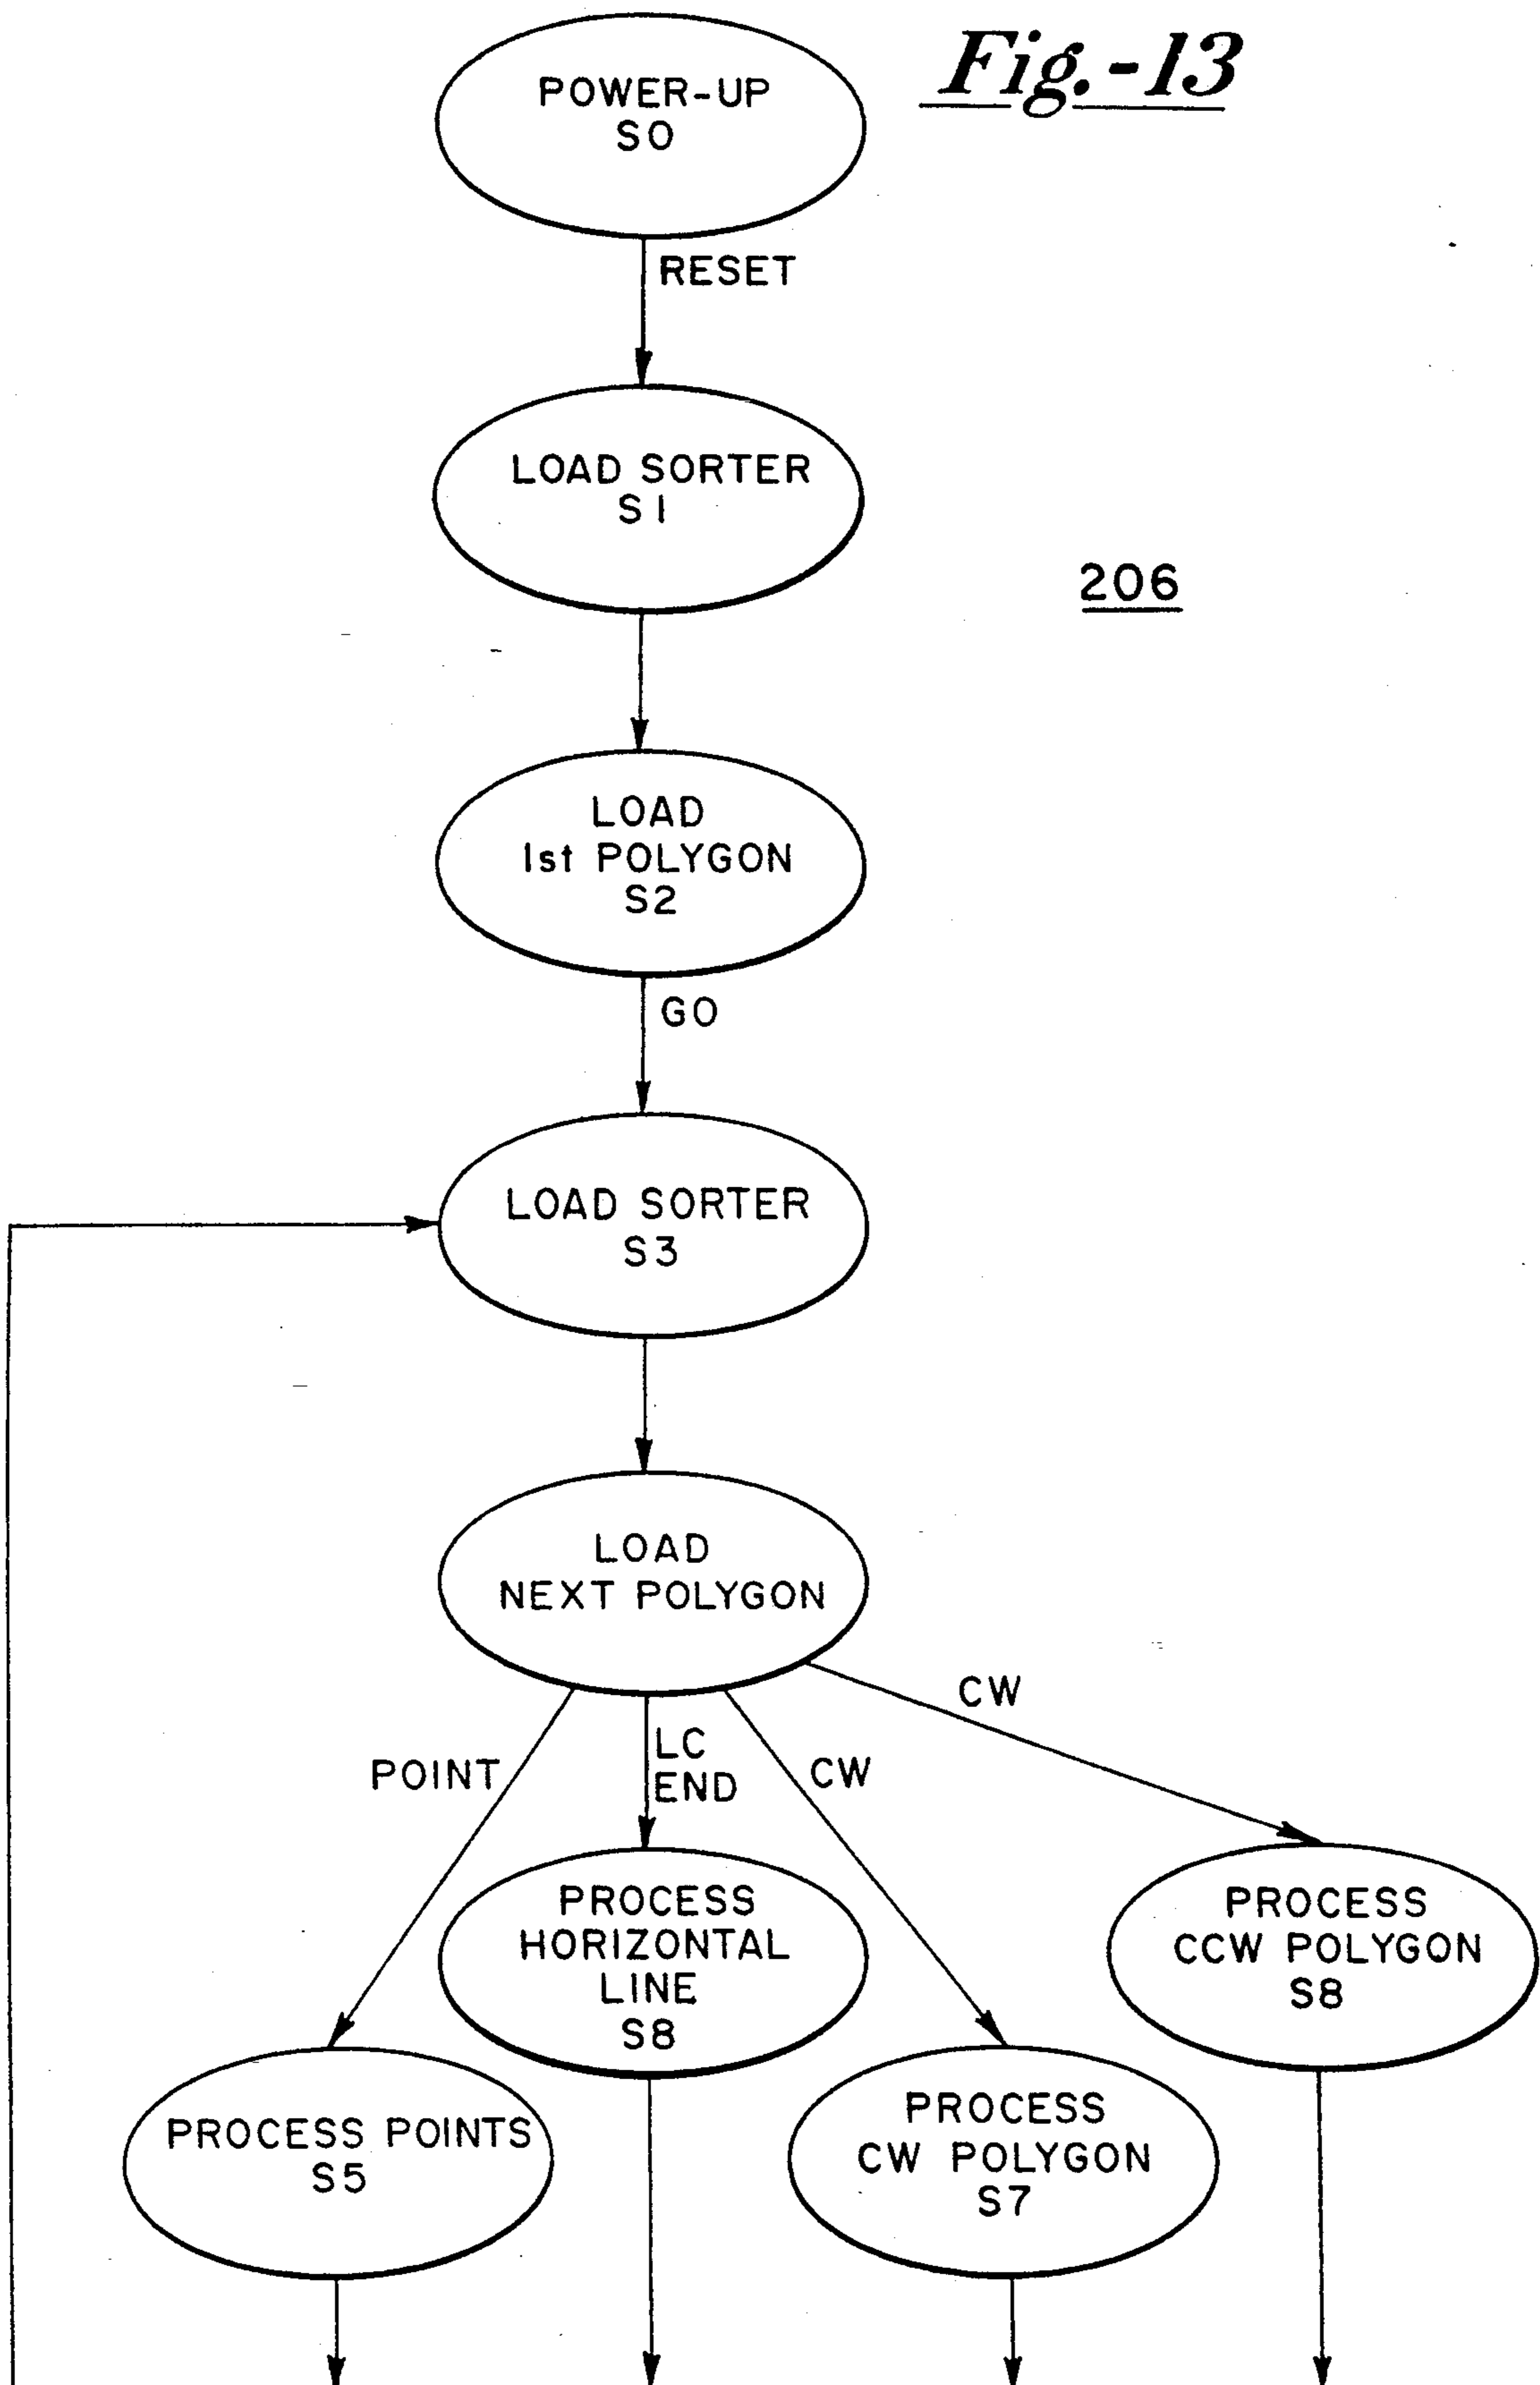 Fig.-13
POWER-UP
S0
RESET
LOAD SORTER
S1
206
LOAD
1st POLYGON
S2
GO
LOAD SORTER
S3
LOAD
NEXT POLYGON
POINT
LC
END
CW
CW
PROCESS
HORIZONTAL
LINE
S8
PROCESS
CCW POLYGON
S8
PROCESS POINTS
S5
PROCESS
CW POLYGON
S7